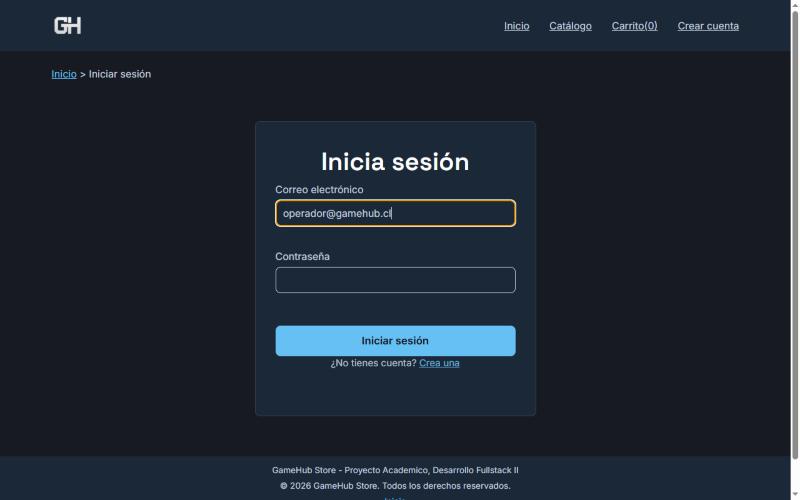 GH
Inicio Catálogo Carrito(0) Crear cuenta
Inicio > Iniciar sesión
Inicia sesión
Correo electrónico
operador@gamehub.cl
Contraseña
Iniciar sesión
¿No tienes cuenta? Crea una
GameHub Store - Proyecto Academico, Desarrollo Fullstack II
© 2026 GameHub Store. Todos los derechos reservados.